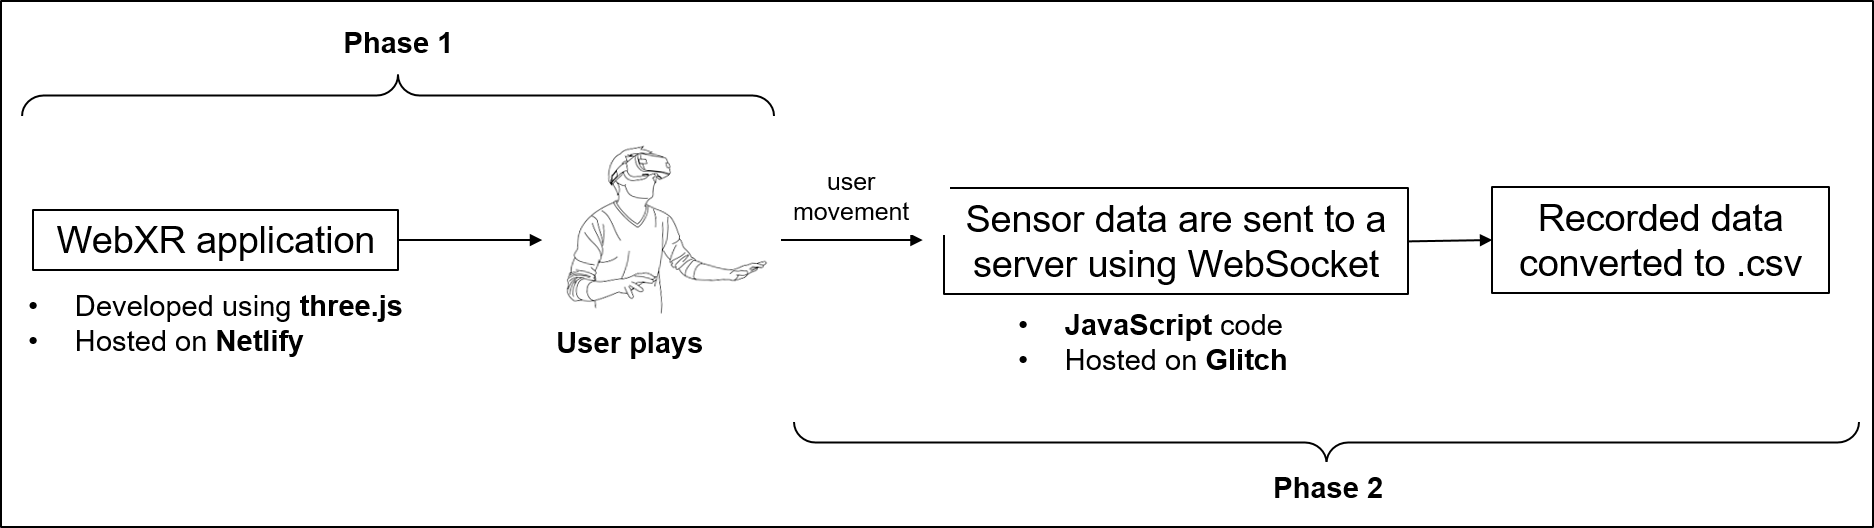 Phase 1
WebXR application
• Developed using three.js
• Hosted on Netlify
User plays
user
movement
Sensor data are sent to a
server using WebSocket
• JavaScript code
• Hosted on Glitch
Recorded data
converted to .csv
Phase 2